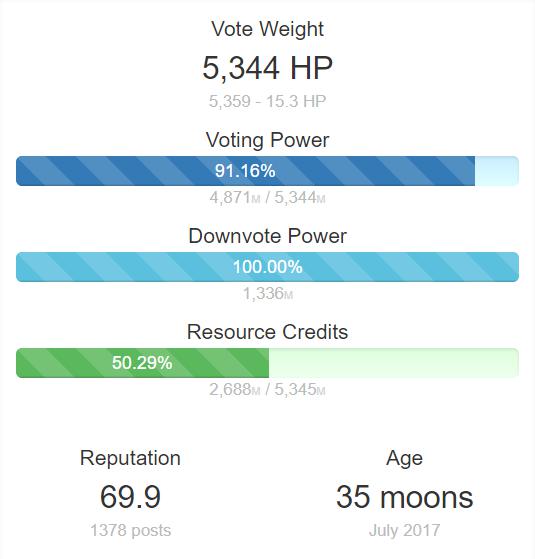 Vote Weight
5,344 HP
5,359 - 15.3 HP
Voting Power
91.16%
4,871M / 5,344M
Downvote Power
100.00%
1,336M
Resource Credits
50.29%
2,688M / 5,345M
Reputation
69.9
1378 posts
Age
35 moons
July 2017